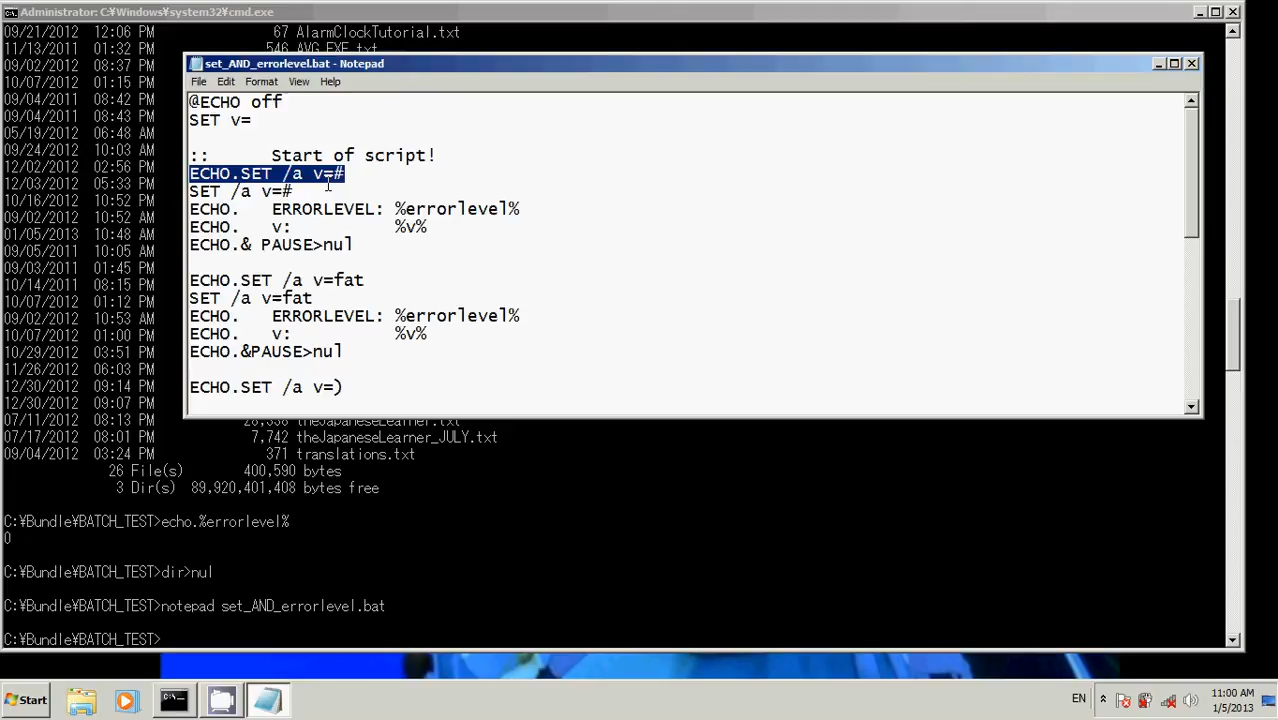 Administrator: C:¥Windows¥system32¥cmd.exe
09/21/2012 12:06 PM 67 AlarmClockTutorial.txt
11/13/2011 01:32 PM 546 AVG_EXE.txt
09/02/2012 08:37 PM
10/07/2012 01:15 PM
09/04/2011 08:42 PM
09/04/2011 08:43 PM
05/19/2012 06:48 AM
09/24/2012 10:03 AM
12/02/2012 02:56 PM
12/03/2012 05:33 PM
10/16/2012 10:52 PM
01/05/2013 10:48 AM
09/05/2011 10:00 AM
09/03/2011 01:45 PM
10/14/2011 08:15 PM
10/07/2012 01:12 PM
09/02/2012 10:53 AM
10/07/2012 01:00 PM
10/29/2012 03:51 PM
11/26/2012 06:03 PM
12/30/2012 09:14 PM
12/30/2012 09:07 PM
07/11/2012 08:13 PM 28,338 theJapaneseLearner.txt
07/17/2012 08:01 PM 7,742 theJapaneseLearner_JULY.txt
09/04/2012 03:24 PM 371 translations.txt
26 File(s) 400,590 bytes
3 Dir(s) 89,920,401,408 bytes free
C:¥Bundle¥BATCH_TEST>echo.%errorlevel%
0
C:¥Bundle¥BATCH_TEST>dir>nul
C:¥Bundle¥BATCH_TEST>notepad set_AND_errorlevel.bat
C:¥Bundle¥BATCH_TEST>
set_AND_errorlevel.bat - Notepad
File Edit Format View Help
@ECHO off
SET v=
:: Start of script!
ECHO.SET /a v=#
SET /a v=#
ECHO. ERRORLEVEL: %errorlevel%
ECHO. v: %v%
ECHO.& PAUSE>nul
ECHO.SET /a v=fat
SET /a v=fat
ECHO. ERRORLEVEL: %errorlevel%
ECHO. v: %v%
ECHO.&PAUSE>nul
ECHO.SET /a v=)
Start
EN
11:00 AM
1/5/2013